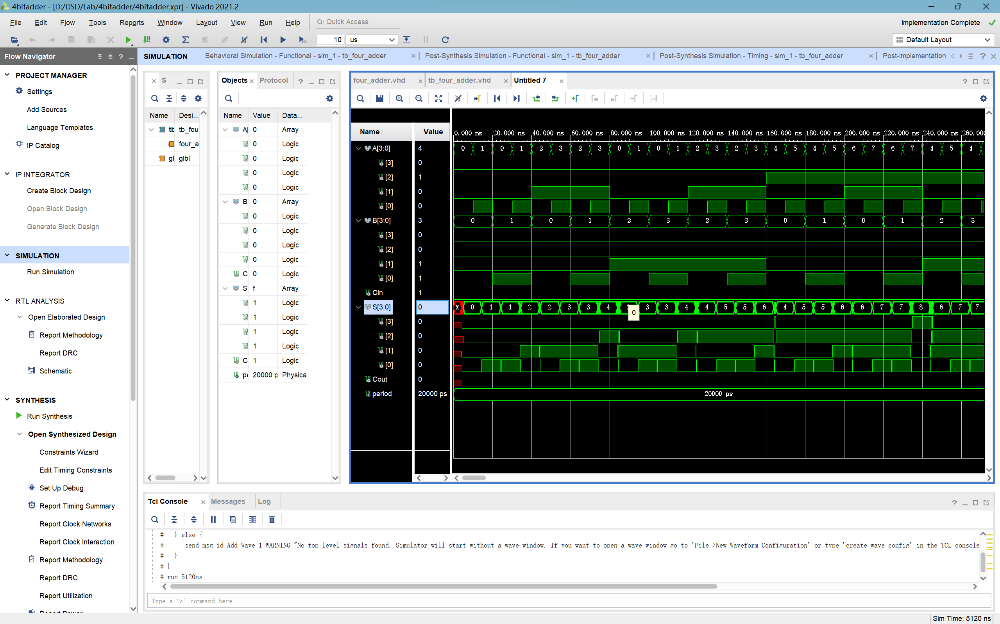 4bitadder - [D:/DSD/Lab/4bitadder/4bitadder.xpr] - Vivado 2021.2
File Edit Flow Tools Reports Window Layout View Run Help Quick Access Implementation Complete
10 us Default Layout
Flow Navigator
PROJECT MANAGER
Settings
Add Sources
Language Templates
IP Catalog
IP INTEGRATOR
Create Block Design
Open Block Design
Generate Block Design
SIMULATION
Run Simulation
RTL ANALYSIS
Open Elaborated Design
Report Methodology
Report DRC
Schematic
SYNTHESIS
Run Synthesis
Open Synthesized Design
Constraints Wizard
Edit Timing Constraints
Set Up Debug
Report Timing Summary
Report Clock Networks
Report Clock Interaction
Report Methodology
Report DRC
Report Utilization
SIMULATION Behavioral Simulation - Functional - sim_1 - tb_four_adder Post-Synthesis Simulation - Functional - sim_1 - tb_four_adder Post-Synthesis Simulation - Timing - sim_1 - tb_four_adder Post-Implementation
S
Name Desi...
tb tb_four
four_a
gl glbl
Objects Protocol
Name Value Data...
A[ 0 Array
0 Logic
0 Logic
0 Logic
0 Logic
B[ 0 Array
0 Logic
0 Logic
0 Logic
0 Logic
C 0 Logic
S[ f Array
1 Logic
1 Logic
1 Logic
1 Logic
C 1 Logic
pe 20000 p Physica
four_adder.vhd tb_four_adder.vhd Untitled 7
Name Value 0.000 ns 20.000 ns 40.000 ns 60.000 ns 80.000 ns 100.000 ns 120.000 ns 140.000 ns 160.000 ns 180.000 ns 200.000 ns 220.000 ns 240.000 ns 260.000
A[3:0] 4 0 1 0 1 2 3 2 3 0 1 0 1 2 3 2 3 4 5 4 5 6 7 6 7 4 5 4
[3] 0
[2] 1
[1] 0
[0] 0
B[3:0] 3 0 1 0 1 2 3 2 3 0 1 0 1 2 3
[3] 0
[2] 0
[1] 1
[0] 1
Cin 1
S[3:0] 0 X 0 1 1 2 2 3 3 4 2 3 3 4 4 5 5 6 4 5 5 6 6 7 7 8 6 7 7
0
[3] 0
[2] 0
[1] 0
[0] 0
Cout 0
period 20000 ps 20000 ps
Tcl Console Messages Log
# } else {
# send_msg_id Add_Wave-1 WARNING "No top level signals found. Simulator will start without a wave window. If you want to open a wave window go to 'File->New Waveform Configuration' or type 'create_wave_config' in the TCL console
# }
# }
# run 5120ns
Type a Tcl command here
Sim Time: 5120 ns